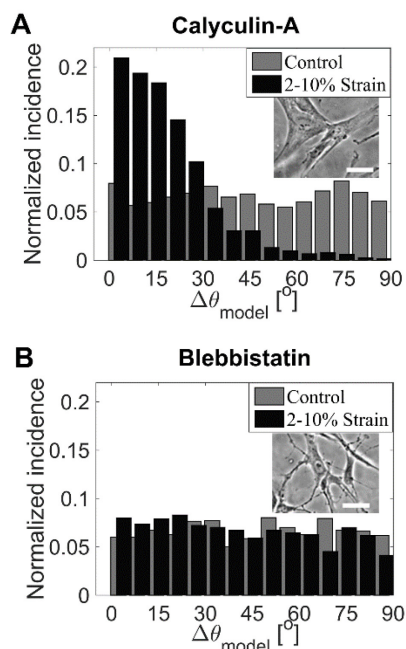 A
Calyculin-A
Normalized incidence
0.2
0.15
0.1
0.05
0
Control
2-10% Strain
0 15 30 45 60 75 90
Δθmodel [o]
B
Blebbistatin
Normalized incidence
0.2
0.15
0.1
0.05
0
Control
2-10% Strain
0 15 30 45 60 75 90
Δθmodel [o]